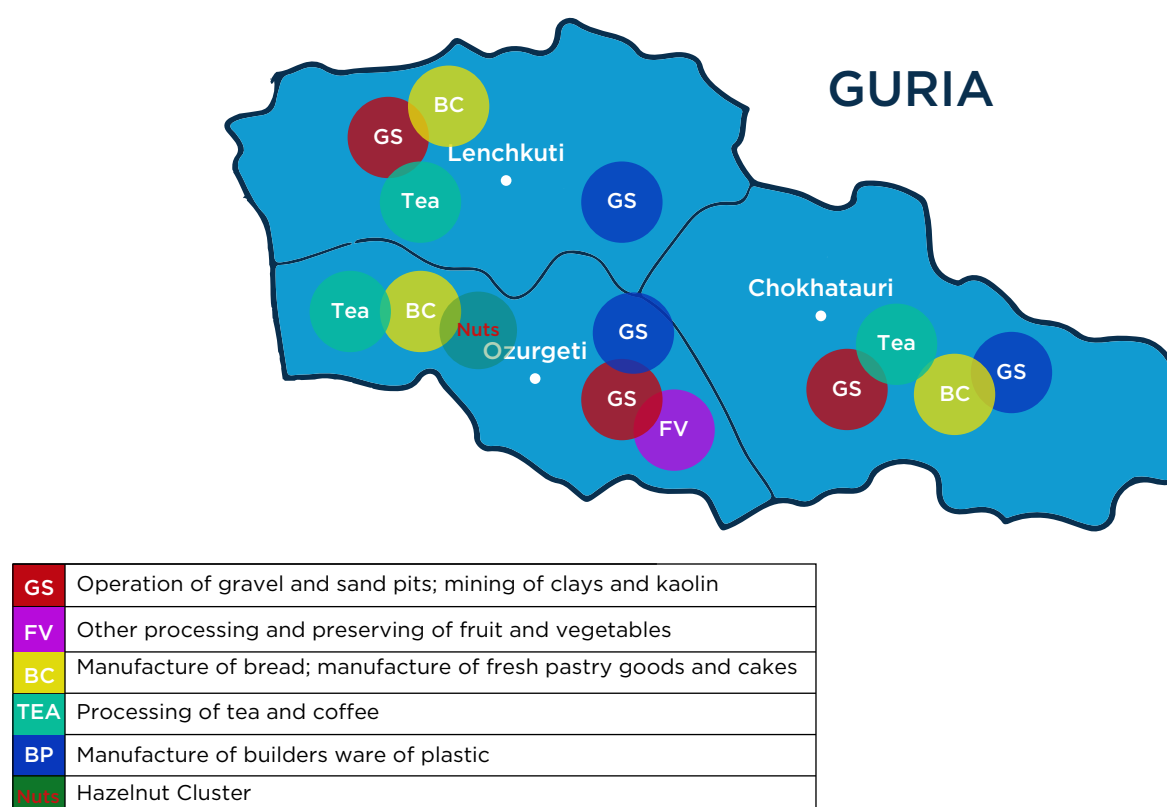 GURIA
BC
GS
Lenchkuti
Tea
GS
Chokhatauri
Tea
BC
Nuts
GS
Ozurgeti
Tea
GS
GS
BC
GS
FV
GS Operation of gravel and sand pits; mining of clays and kaolin
FV Other processing and preserving of fruit and vegetables
BC Manufacture of bread; manufacture of fresh pastry goods and cakes
TEA Processing of tea and coffee
BP Manufacture of builders ware of plastic
Nuts Hazelnut Cluster